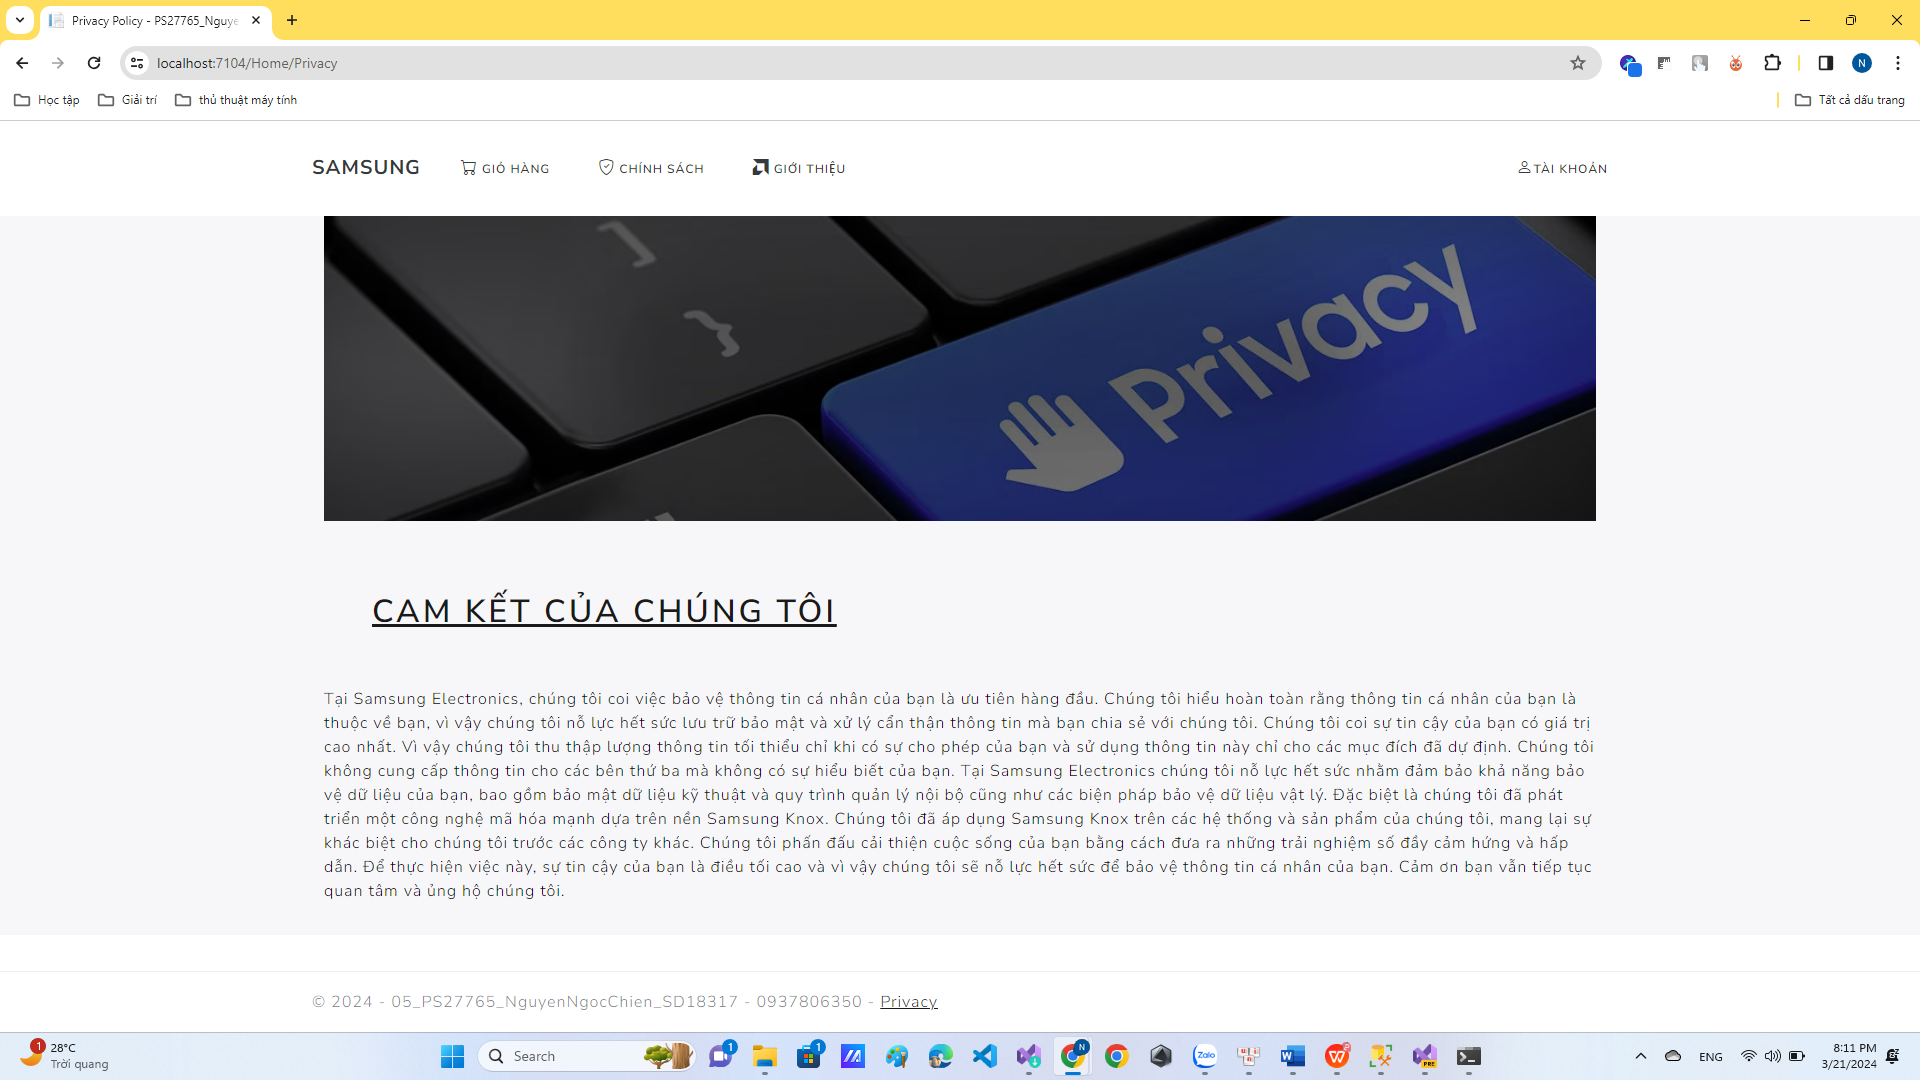 Privacy Policy - PS27765_Nguye
localhost:7104/Home/Privacy
N
Học tập
Giải trí
thủ thuật máy tính
Tất cả dấu trang
SAMSUNG
GIỎ HÀNG
CHÍNH SÁCH
GIỚI THIỆU
TÀI KHOẢN
]
}
Privacy
CAM KẾT CỦA CHÚNG TÔI
Tại Samsung Electronics, chúng tôi coi việc bảo vệ thông tin cá nhân của bạn là ưu tiên hàng đầu. Chúng tôi hiểu hoàn toàn rằng thông tin cá nhân của bạn là
thuộc về bạn, vì vậy chúng tôi nỗ lực hết sức lưu trữ bảo mật và xử lý cẩn thận thông tin mà bạn chia sẻ với chúng tôi. Chúng tôi coi sự tin cậy của bạn có giá trị
cao nhất. Vì vậy chúng tôi thu thập lượng thông tin tối thiểu chỉ khi có sự cho phép của bạn và sử dụng thông tin này chỉ cho các mục đích đã dự định. Chúng tôi
không cung cấp thông tin cho các bên thứ ba mà không có sự hiểu biết của bạn. Tại Samsung Electronics chúng tôi nỗ lực hết sức nhằm đảm bảo khả năng bảo
vệ dữ liệu của bạn, bao gồm bảo mật dữ liệu kỹ thuật và quy trình quản lý nội bộ cũng như các biện pháp bảo vệ dữ liệu vật lý. Đặc biệt là chúng tôi đã phát
triển một công nghệ mã hóa mạnh dựa trên nền Samsung Knox. Chúng tôi đã áp dụng Samsung Knox trên các hệ thống và sản phẩm của chúng tôi, mang lại sự
khác biệt cho chúng tôi trước các công ty khác. Chúng tôi phấn đấu cải thiện cuộc sống của bạn bằng cách đưa ra những trải nghiệm số đầy cảm hứng và hấp
dẫn. Để thực hiện việc này, sự tin cậy của bạn là điều tối cao và vì vậy chúng tôi sẽ nỗ lực hết sức để bảo vệ thông tin cá nhân của bạn. Cảm ơn bạn vẫn tiếp tục
quan tâm và ủng hộ chúng tôi.
© 2024 - 05_PS27765_NguyenNgocChien_SD18317 - 0937806350 - Privacy
1
28°C
Trời quang
Search
1
1
N
Zalo
PRE
ENG
8:11 PM
3/21/2024